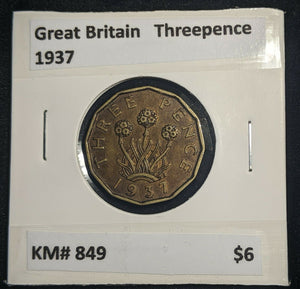 Great Britain Threepence
1937
THREE PENCE
1937
KM# 849 $6